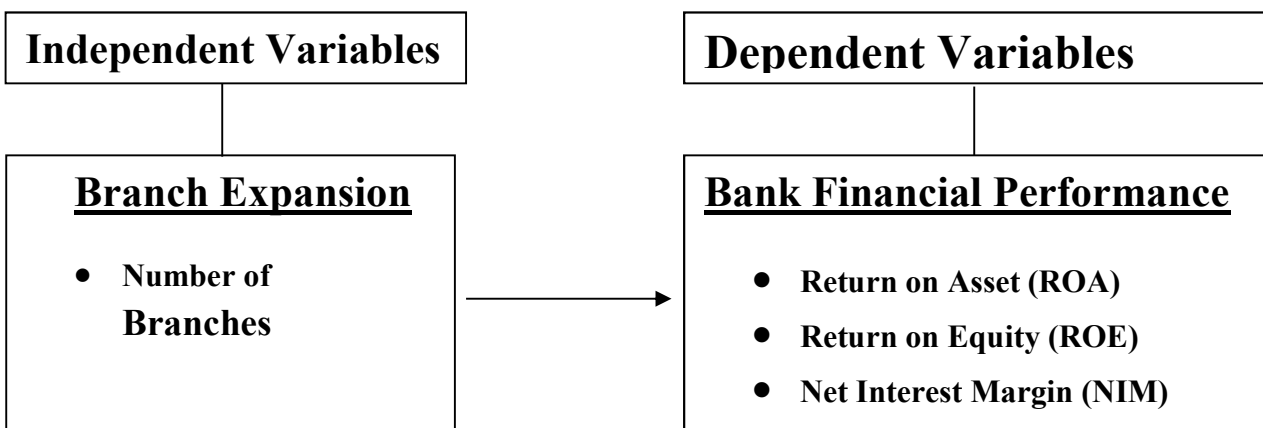 Independent Variables
Dependent Variables
Branch Expansion
• Number of
Branches
Bank Financial Performance
• Return on Asset (ROA)
• Return on Equity (ROE)
• Net Interest Margin (NIM)